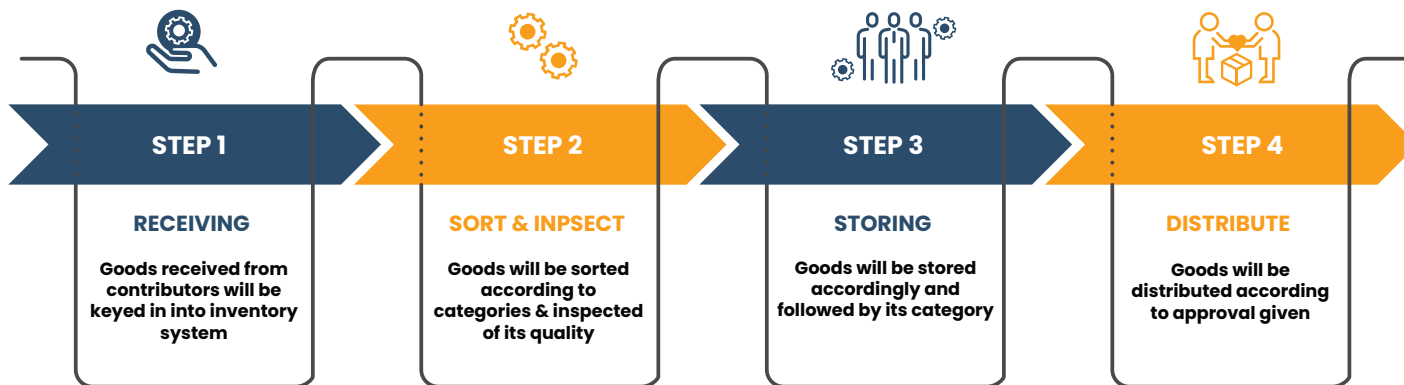 STEP 1
RECEIVING
Goods received from
contributors will be
keyed in into inventory
system
STEP 2
SORT & INPSECT
Goods will be sorted
according to
categories & inspected
of its quality
STEP 3
STORING
Goods will be stored
accordingly and
followed by its category
STEP 4
DISTRIBUTE
Goods will be
distributed according
to approval given